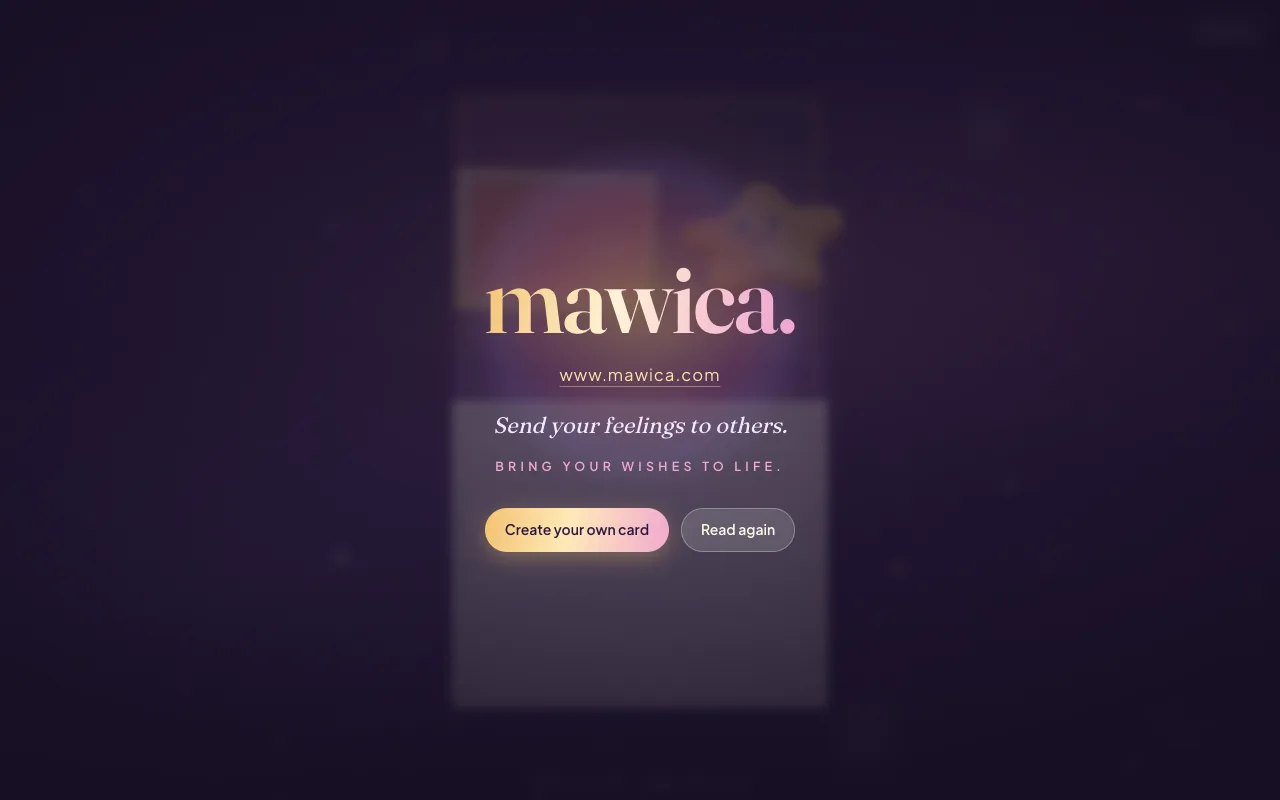 mawica.
www.mawica.com
Send your feelings to others.
BRING YOUR WISHES TO LIFE.
Create your own card
Read again